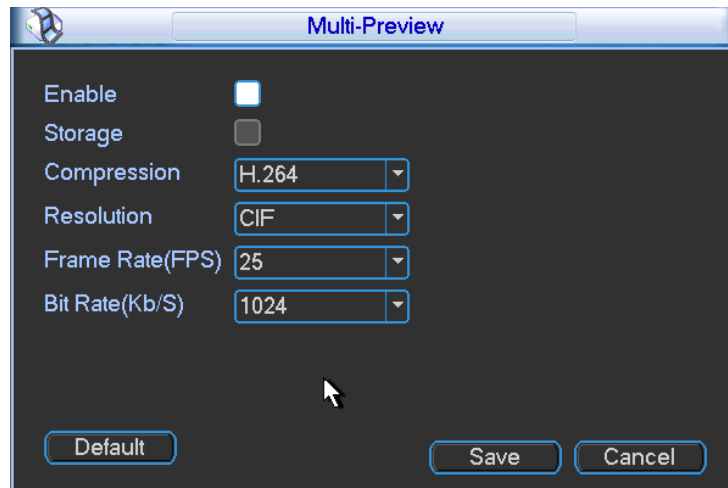 Multi-Preview
Enable
Storage
Compression H.264
Resolution CIF
Frame Rate(FPS) 25
Bit Rate(Kb/S) 1024
Default Save Cancel